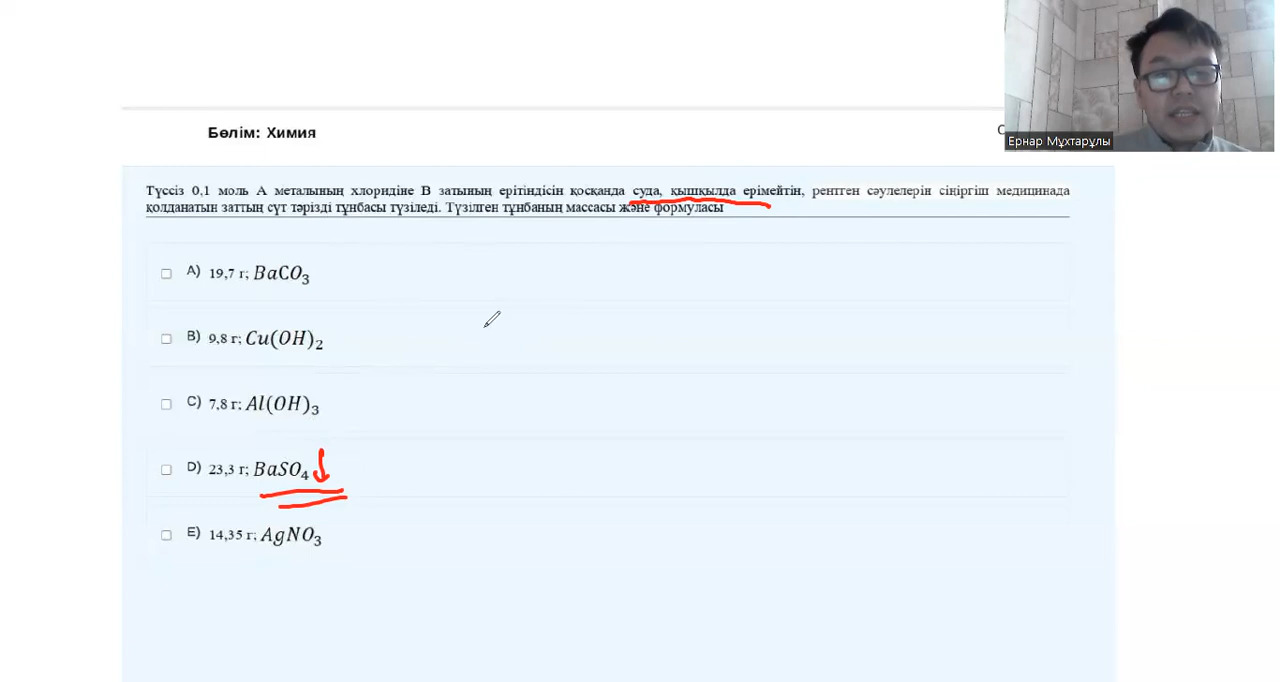 Ернар Мұхтарұлы
Бөлім: Химия
Түссіз 0,1 моль А металының хлоридіне В затының ерітіндісін қосқанда суда, қышқылда ерімейтін, рентген сәулелерін сіңіргіш медицинада
қолданатын заттың сүт тәрізді тұнбасы түзіледі. Түзілген тұнбаның массасы және формуласы
A) 19,7 г; BaCO₃
B) 9,8 г; Cu(OH)₂
C) 7,8 г; Al(OH)₃
D) 23,3 г; BaSO₄ ↓
E) 14,35 г; AgNO₃